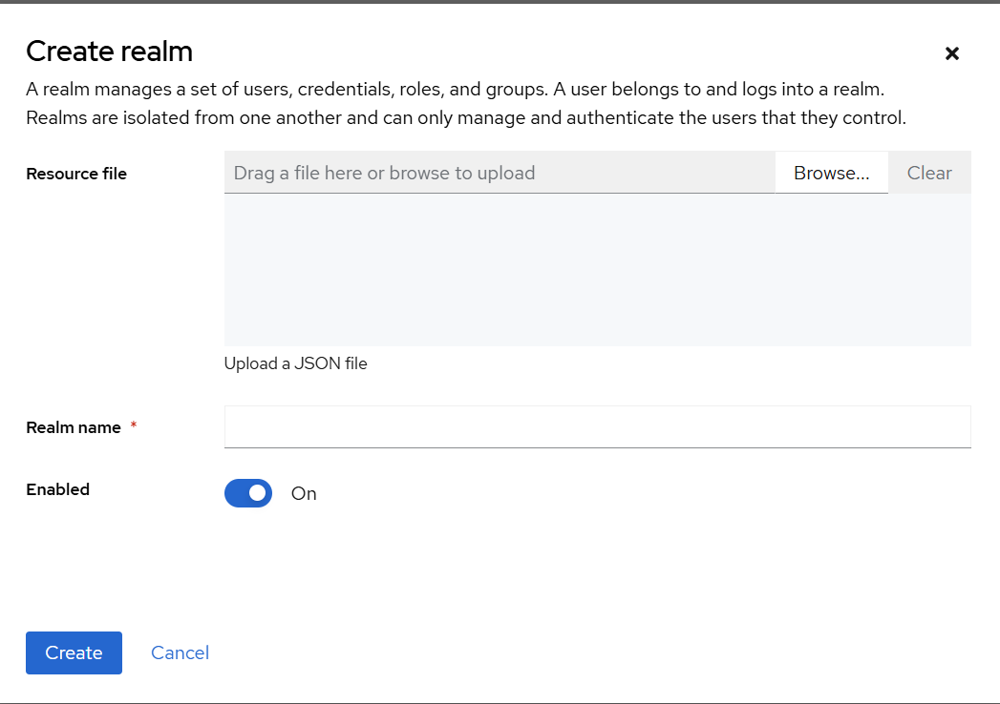 Create realm
A realm manages a set of users, credentials, roles, and groups. A user belongs to and logs into a realm.
Realms are isolated from one another and can only manage and authenticate the users that they control.
Resource file
Drag a file here or browse to upload
Browse...
Clear
Upload a JSON file
Realm name *
Enabled
On
Create
Cancel